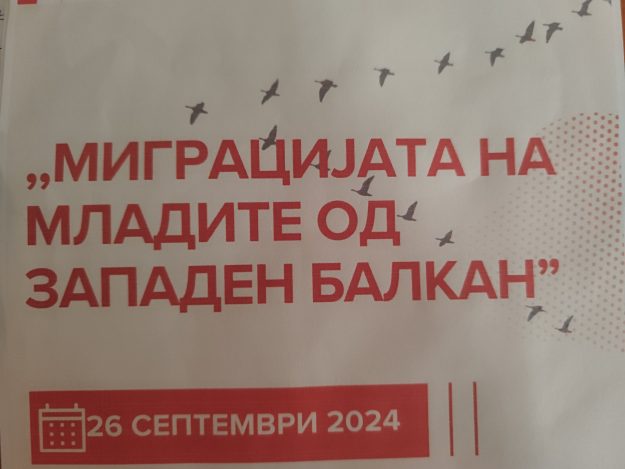 „МИГРАЦИЈАТА НА
МЛАДИТЕ ОД
ЗАПАДЕН БАЛКАН”
26 СЕПТЕМВРИ 2024